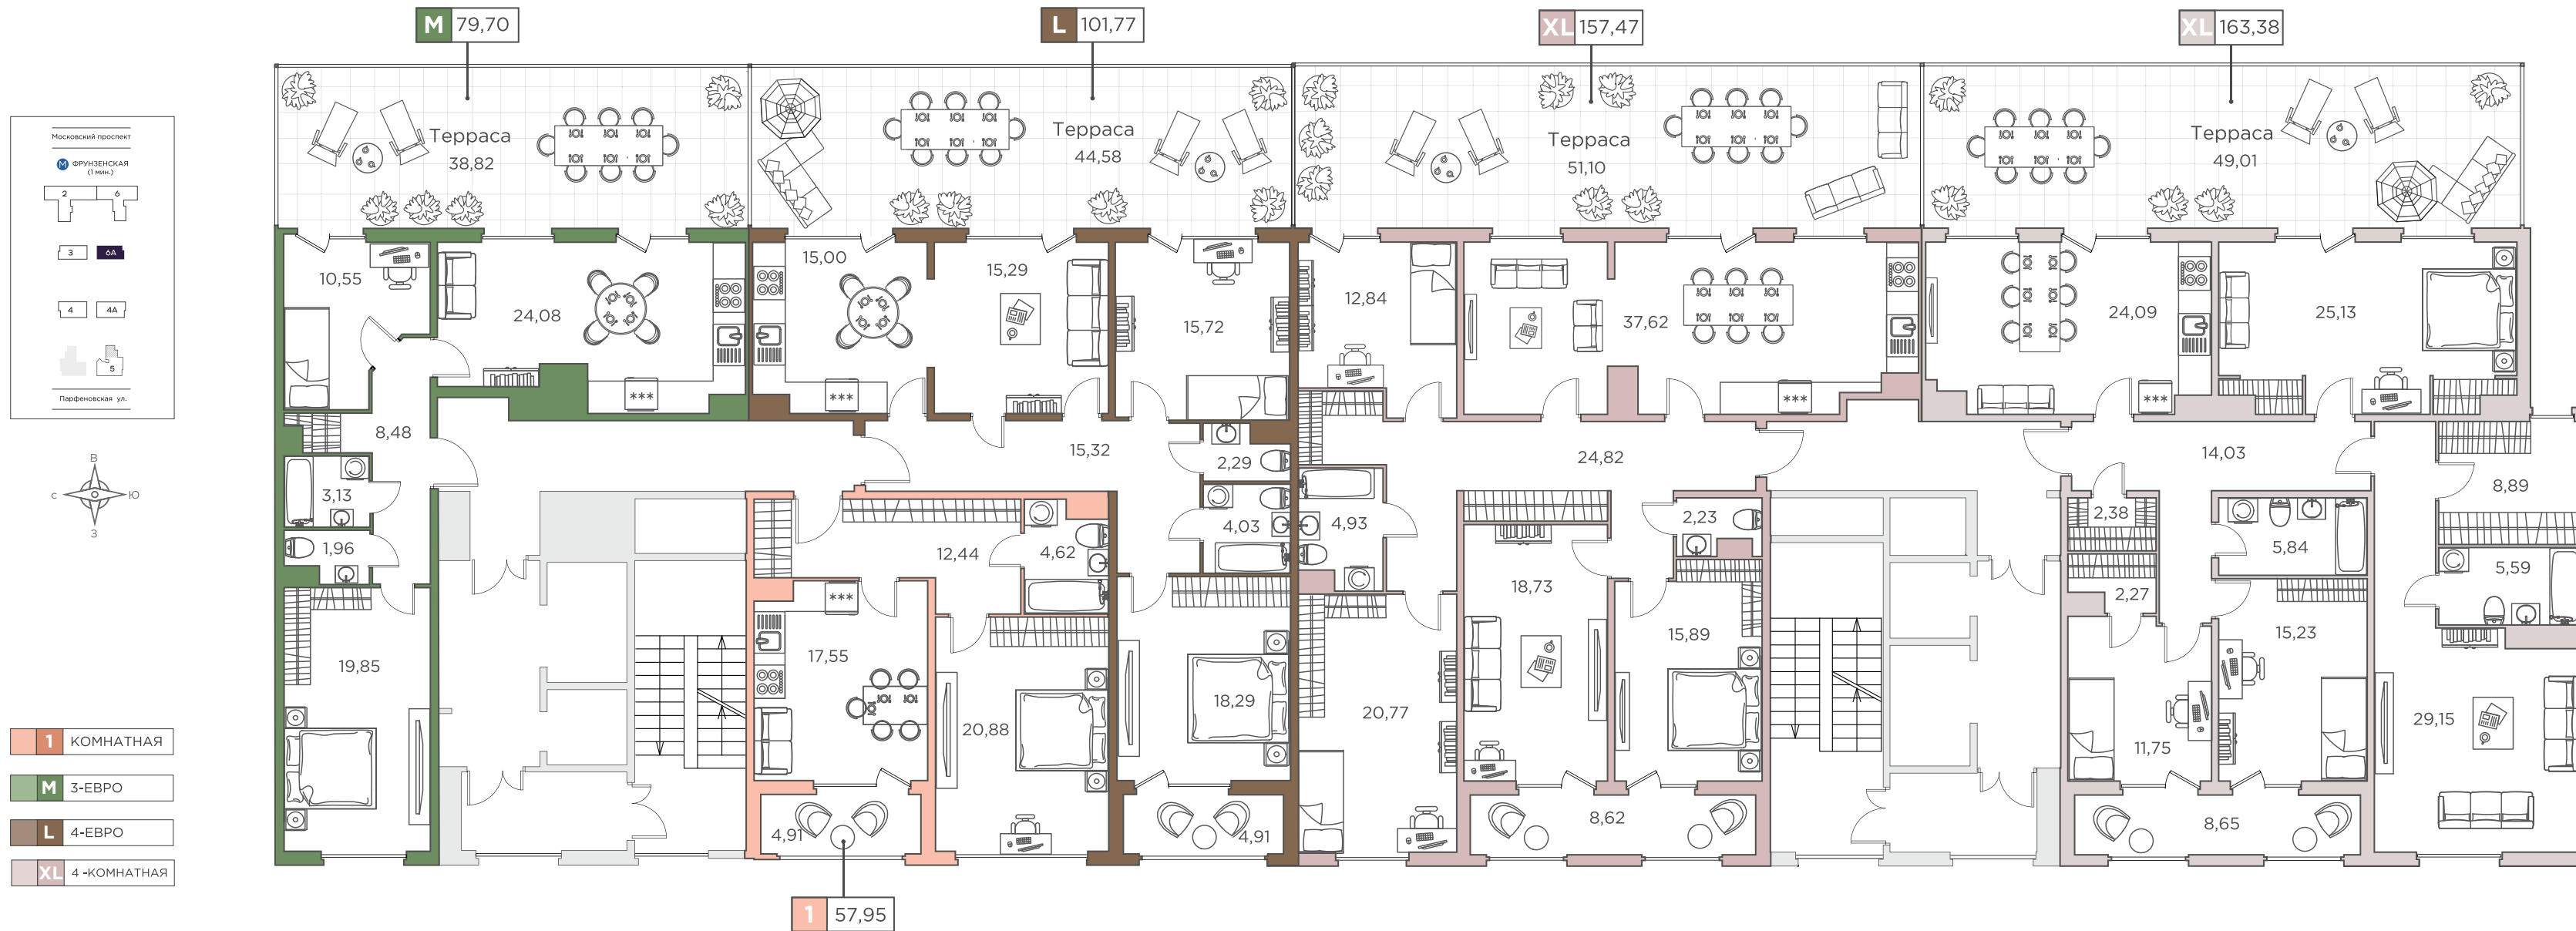 M 79,70
L 101,77
XL 157,47
XL 163,38
Московский проспект
М ФРУНЗЕНСКАЯ
(1 мин.)
2
6
3
6А
4
4А
5
Парфеновская ул.
В
С
Ю
З
1 КОМНАТНАЯ
M 3-ЕВРО
L 4-ЕВРО
XL 4 -КОМНАТНАЯ
Терраса
38,82
10,55
24,08
8,48
3,13
1,96
19,85
Терраса
44,58
15,00
15,29
15,72
15,32
2,29
4,03
18,29
4,91
12,44
4,62
17,55
20,88
4,91
1 57,95
Терраса
51,10
12,84
37,62
24,82
4,93
2,23
18,73
15,89
20,77
8,62
Терраса
49,01
24,09
25,13
14,03
8,89
2,38
5,84
5,59
2,27
15,23
11,75
29,15
8,65